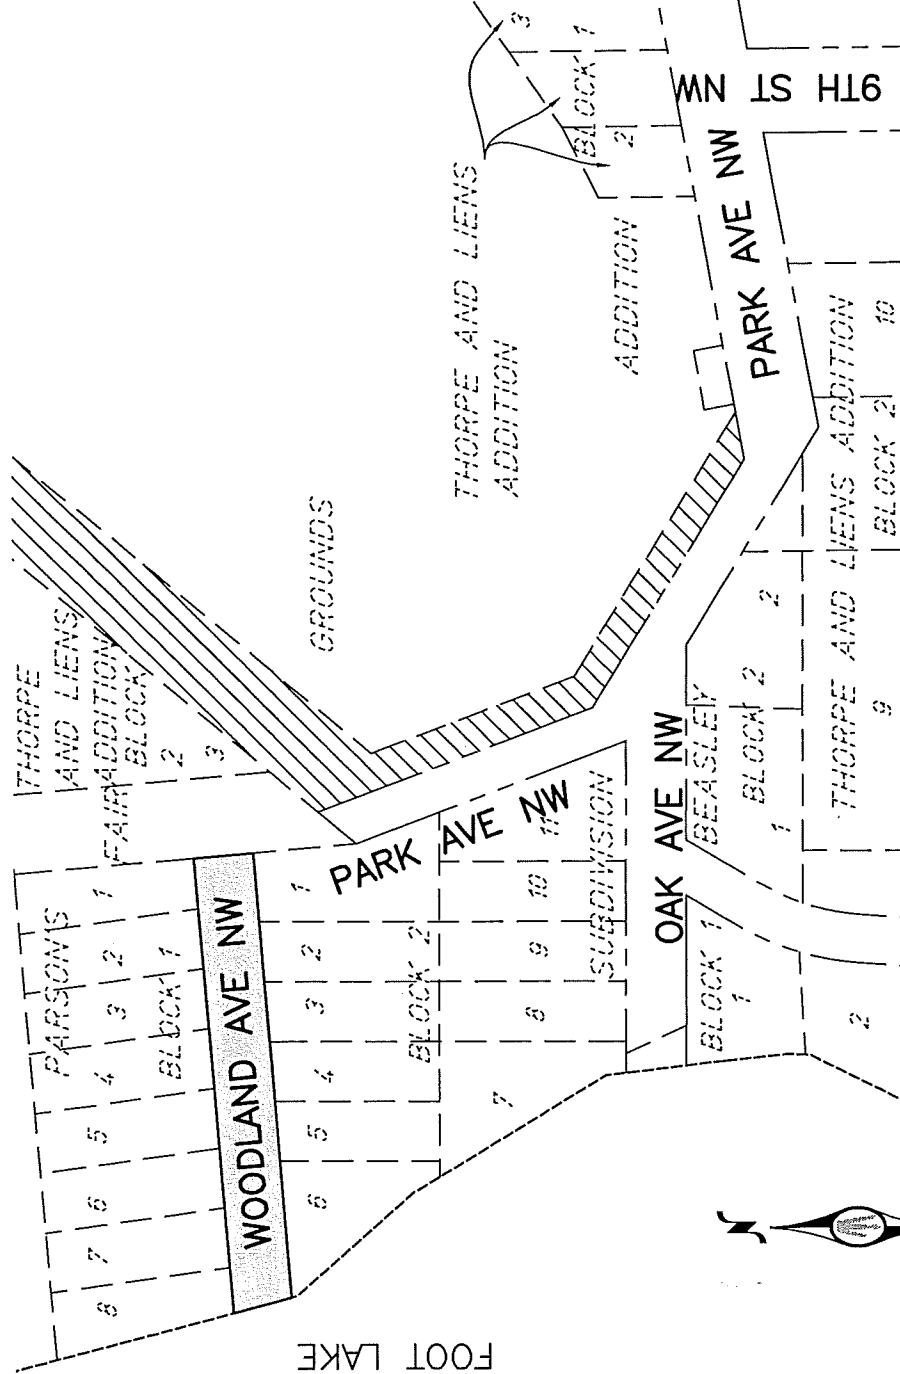 THORPE
AND LIENS
ADDITION
BLOCK
2
3
FAIR
GROUNDS
THORPE AND LIENS
ADDITION
ADDITION
3
BLOCK 1
2
9TH ST NW
PARK AVE NW
PARSONS
1
2
3
4
5
6
7
8
BLOCK 1
WOODLAND AVE NW
1
2
3
4
5
6
BLOCK 2
7
8
9
10
11
SUBDIVISION
PARK AVE NW
OAK AVE NW
BEASLEY
BLOCK 2
1
2
BLOCK 1
1
2
THORPE AND LIENS ADDITION
9
BLOCK 2
10
FOOT LAKE
N